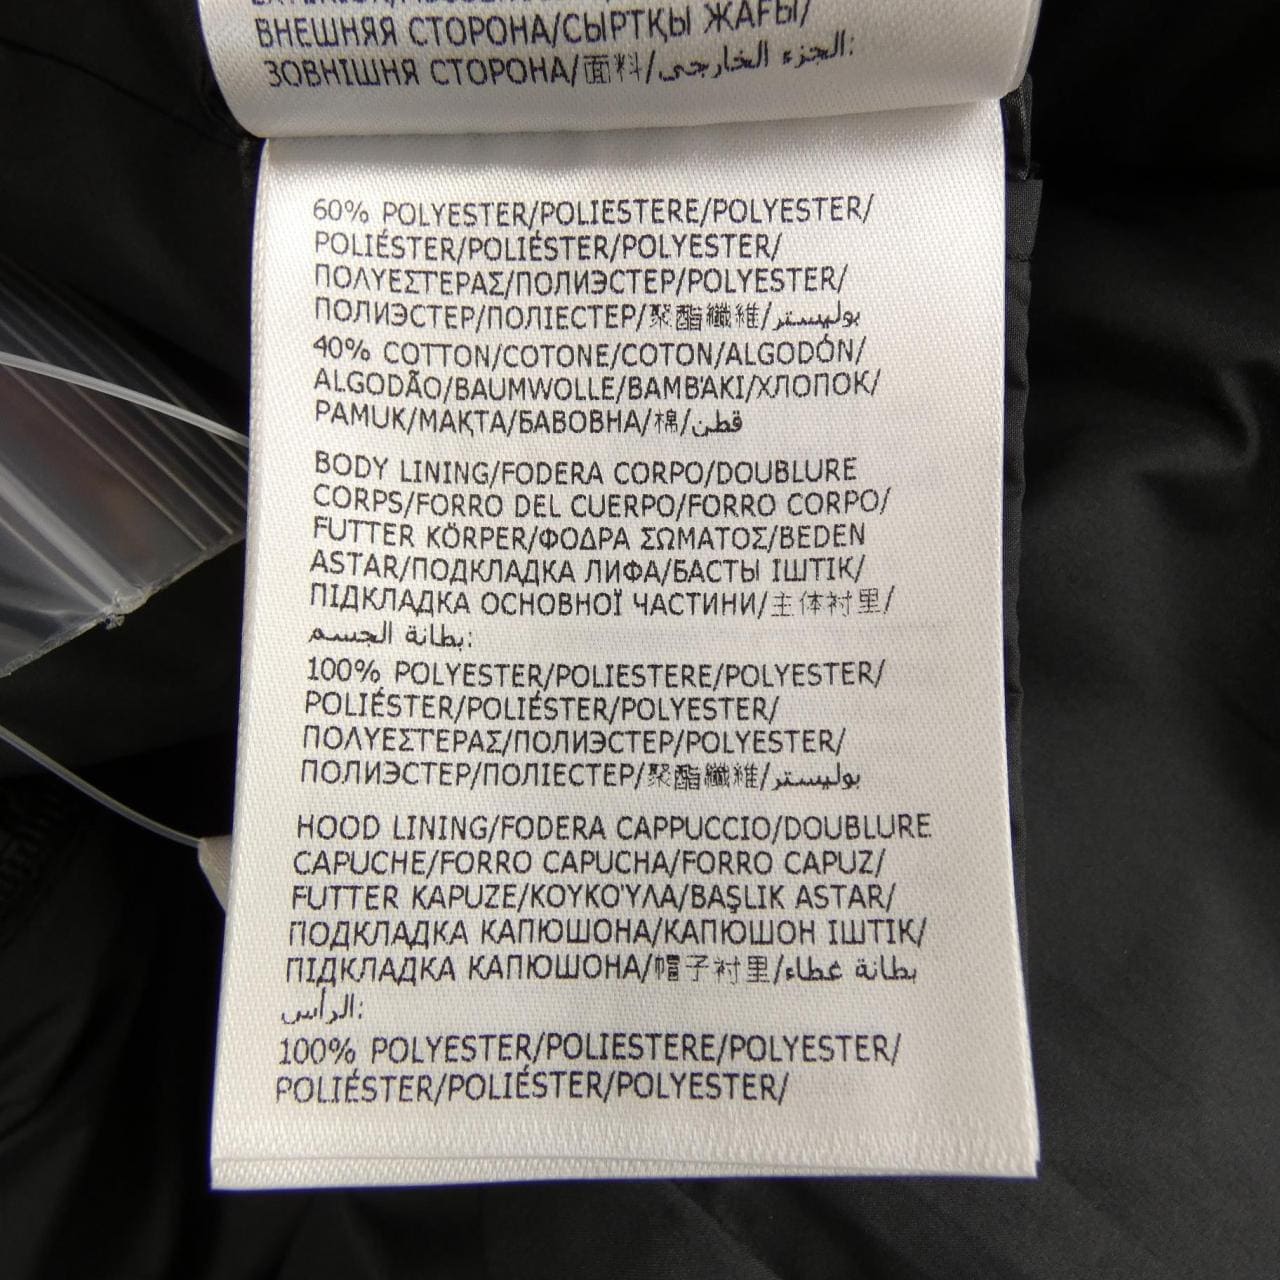 ВНЕШНЯЯ СТОРОНА/СЫРТҚЫ ЖАҒЫ/
ЗОВНІШНЯ СТОРОНА/面料/الجزء الخارجي:
60% POLYESTER/POLIESTERE/POLYESTER/
POLIÉSTER/POLIÉSTER/POLYESTER/
ΠΟΛΥΕΣΤΕΡΑΣ/ПОЛИЭСТЕР/POLYESTER/
ПОЛИЭСТЕР/ПОЛІЕСТЕР/聚酯纖維/بوليستر
40% COTTON/COTONE/COTON/ALGODÓN/
ALGODÃO/BAUMWOLLE/ΒΑΜΒ'ΑΚΙ/ХЛОПОК/
PAMUK/МАҚТА/БАВОВНА/棉/قطن
BODY LINING/FODERA CORPO/DOUBLURE
CORPS/FORRO DEL CUERPO/FORRO CORPO/
FUTTER KÖRPER/ΦΟΔΡΑ ΣΩΜΑΤΟΣ/BEDEN
ASTAR/ПОДКЛАДКА ЛИФА/БАСТЫ ІШТІК/
ПІДКЛАДКА ОСНОВНОЇ ЧАСТИНИ/主体衬里/
بطانة الجسم:
100% POLYESTER/POLIESTERE/POLYESTER/
POLIÉSTER/POLIÉSTER/POLYESTER/
ΠΟΛΥΕΣΤΕΡΑΣ/ПОЛИЭСТЕР/POLYESTER/
ПОЛИЭСТЕР/ПОЛІЕСТЕР/聚酯纖維/بوليستر
HOOD LINING/FODERA CAPPUCCIO/DOUBLURE
CAPUCHE/FORRO CAPUCHA/FORRO CAPUZ/
FUTTER KAPUZE/ΚΟΥΚΟ'ΥΛΑ/BAŞLIK ASTAR/
ПОДКЛАДКА КАПЮШОНА/КАПЮШОН ІШТІК/
ПІДКЛАДКА КАПЮШОНА/帽子衬里/بطانة غطاء
الرأس:
100% POLYESTER/POLIESTERE/POLYESTER/
POLIÉSTER/POLIÉSTER/POLYESTER/